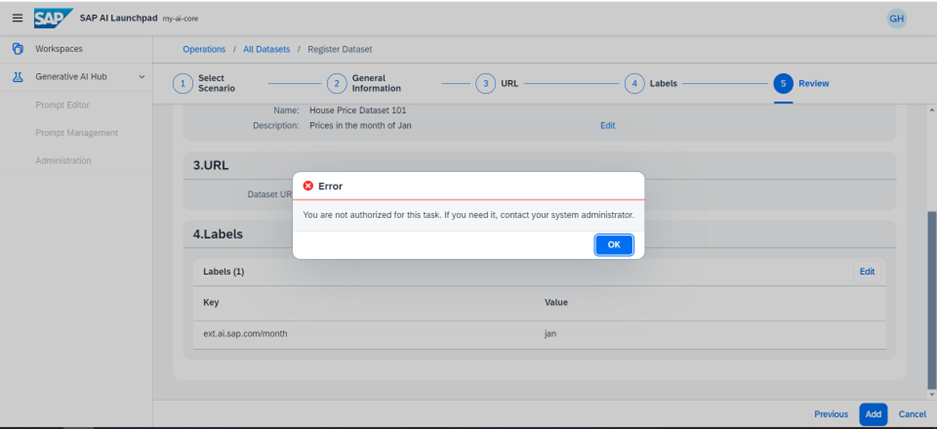 SAP SAP AI Launchpad my-ai-core
GH
Workspaces
Generative AI Hub
Prompt Editor
Prompt Management
Administration
Operations / All Datasets / Register Dataset
1 Select Scenario
2 General Information
3 URL
4 Labels
5 Review
Name: House Price Dataset 101
Description: Prices in the month of Jan
Edit
3.URL
Dataset UR
Error
You are not authorized for this task. If you need it, contact your system administrator.
OK
4.Labels
Labels (1)
Edit
Key Value
ext.ai.sap.com/month jan
Previous Add Cancel